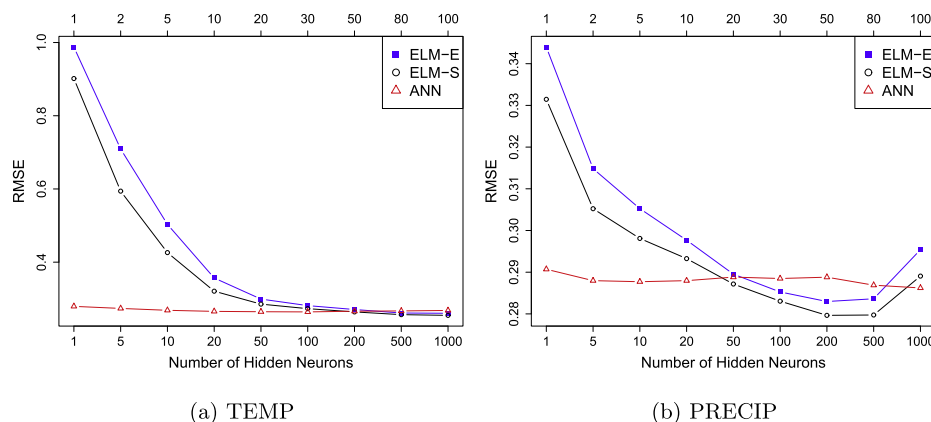 1 2 5 10 20 30 50 80 100
1.0
0.8
0.6
0.4
RMSE
ELM−E
ELM−S
ANN
1 5 10 20 50 100 200 500 1000
Number of Hidden Neurons
(a) TEMP
1 2 5 10 20 30 50 80 100
0.34
0.33
0.31
0.30
0.29
0.28
RMSE
ELM−E
ELM−S
ANN
1 5 10 20 50 100 200 500 1000
Number of Hidden Neurons
(b) PRECIP